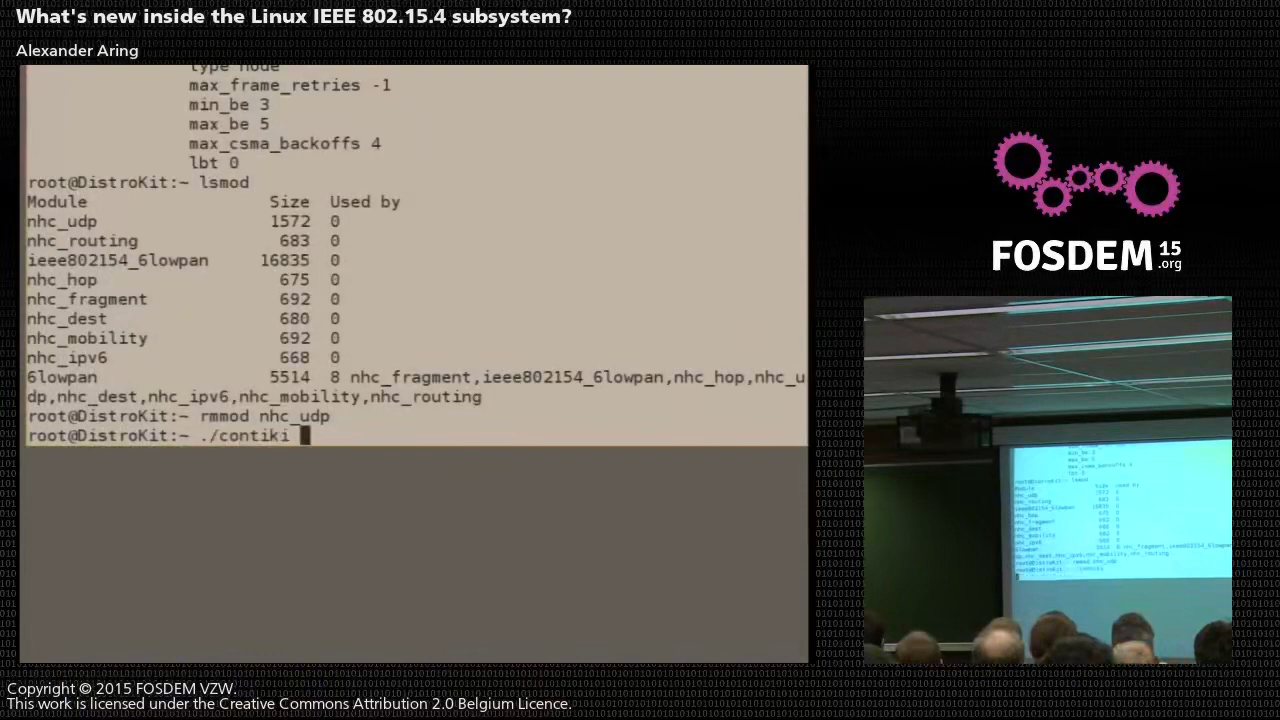 What's new inside the Linux IEEE 802.15.4 subsystem?
Alexander Aring
type node
max_frame_retries -1
min_be 3
max_be 5
max_csma_backoffs 4
lbt 0
root@DistroKit:~ lsmod
Module Size Used by
nhc_udp 1572 0
nhc_routing 683 0
ieee802154_6lowpan 16835 0
nhc_hop 675 0
nhc_fragment 692 0
nhc_dest 680 0
nhc_mobility 692 0
nhc_ipv6 668 0
6lowpan 5514 8 nhc_fragment,ieee802154_6lowpan,nhc_hop,nhc_u
dp,nhc_dest,nhc_ipv6,nhc_mobility,nhc_routing
root@DistroKit:~ rmmod nhc_udp
root@DistroKit:~ ./contiki
FOSDEM 15
.org
Copyright © 2015 FOSDEM VZW.
This work is licensed under the Creative Commons Attribution 2.0 Belgium Licence.